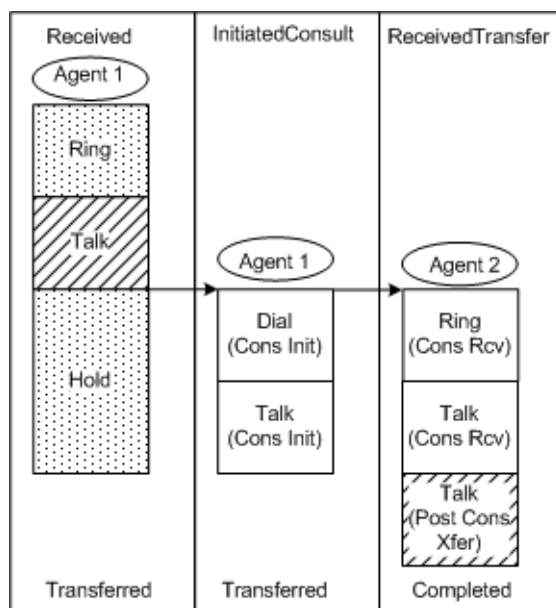 Received
InitiatedConsult
ReceivedTransfer
Agent 1
Ring
Talk
Hold
Agent 1
Dial
(Cons Init)
Talk
(Cons Init)
Agent 2
Ring
(Cons Rcv)
Talk
(Cons Rcv)
Talk
(Post Cons
Xfer)
Transferred
Transferred
Completed